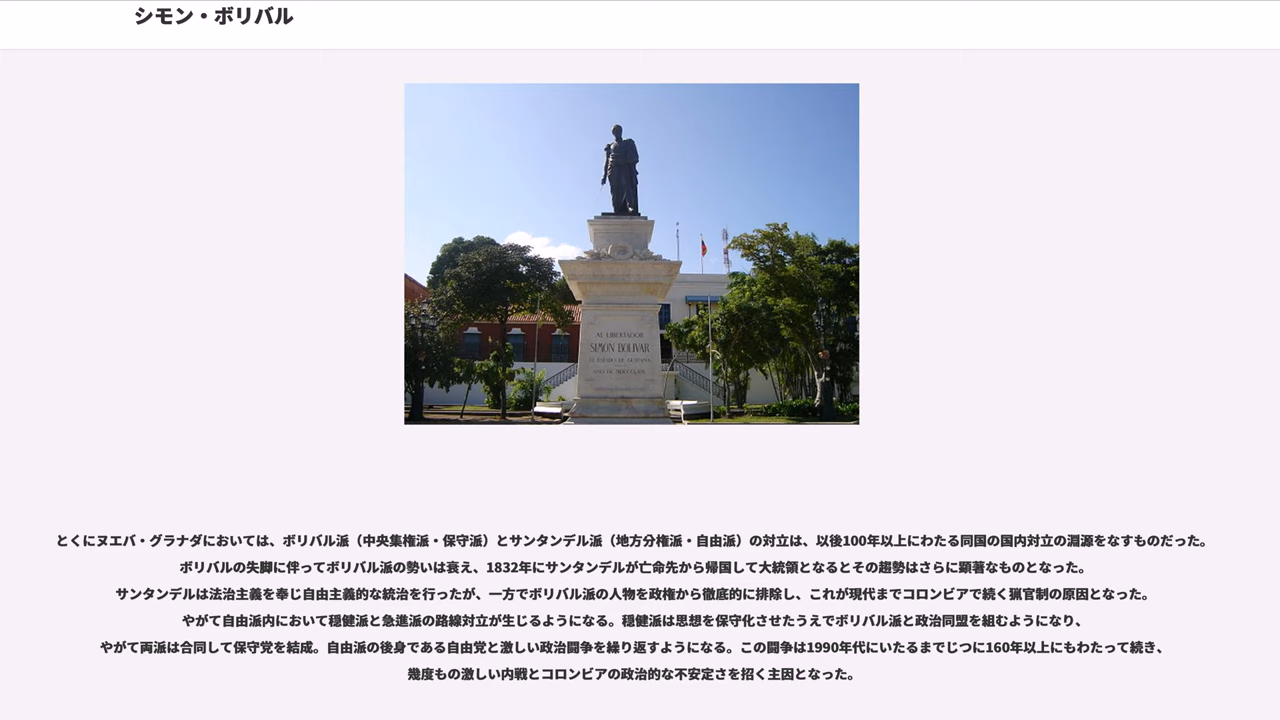 シモン・ボリバル
AL LIBERTADOR
SIMON BOLIVAR
EL ESTADO DE GUAYANA
とくにヌエバ・グラナダにおいては、ボリバル派（中央集権派・保守派）とサンタンデル派（地方分権派・自由派）の対立は、以後100年以上にわたる同国の国内対立の淵源をなすものだった。
ボリバルの失脚に伴ってボリバル派の勢いは衰え、1832年にサンタンデルが亡命先から帰国して大統領となるとその趨勢はさらに顕著なものとなった。
サンタンデルは法治主義を奉じ自由主義的な統治を行ったが、一方でボリバル派の人物を政権から徹底的に排除し、これが現代までコロンビアで続く猟官制の原因となった。
やがて自由派内において穏健派と急進派の路線対立が生じるようになる。穏健派は思想を保守化させたうえでボリバル派と政治同盟を組むようになり、
やがて両派は合同して保守党を結成。自由派の後身である自由党と激しい政治闘争を繰り返すようになる。この闘争は1990年代にいたるまでじつに160年以上にもわたって続き、
幾度もの激しい内戦とコロンビアの政治的な不安定さを招く主因となった。